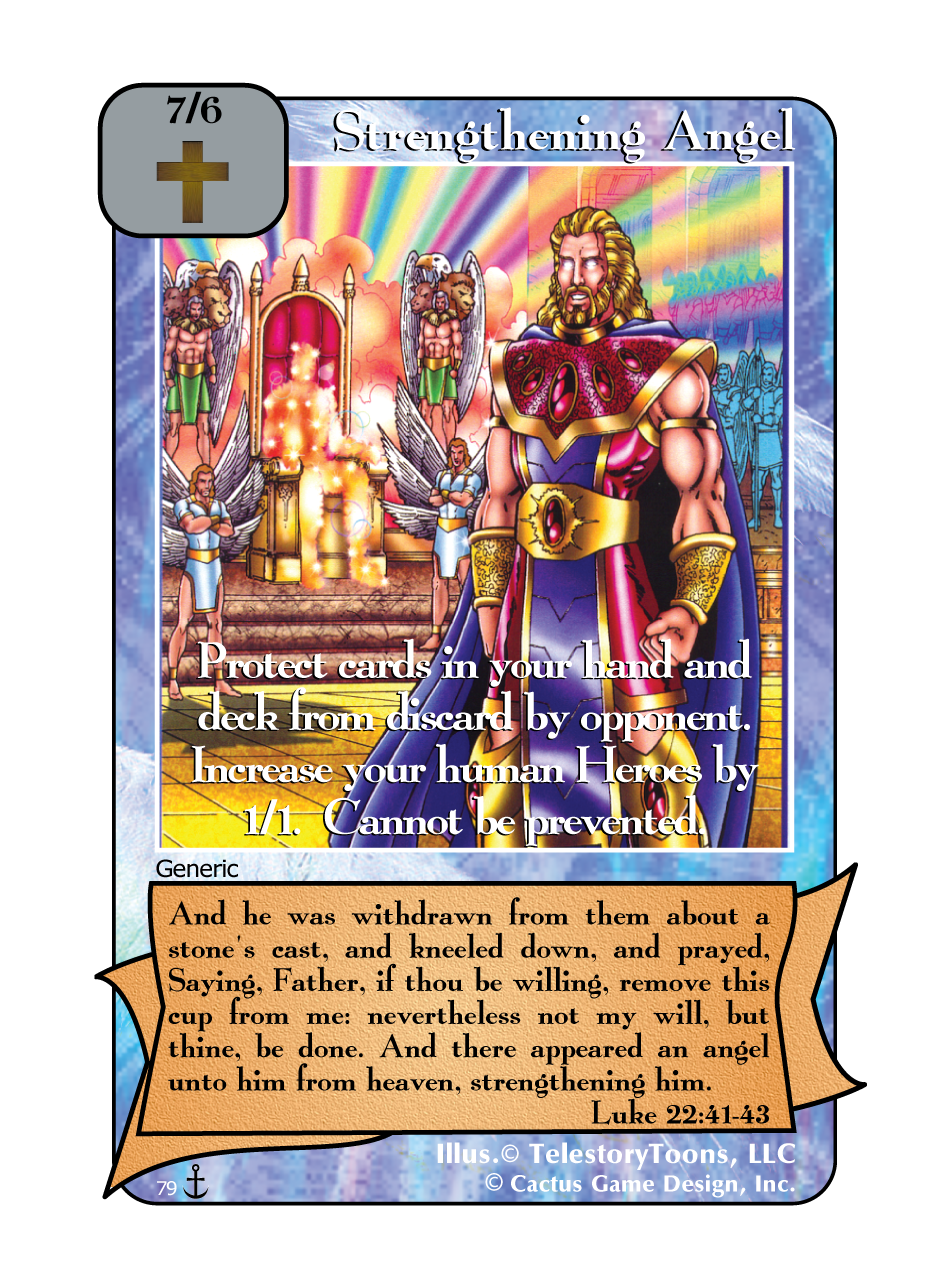 7/6
Strengthening Angel
Protect cards in your hand and
deck from discard by opponent.
Increase your human Heroes by
1/1. Cannot be prevented.
Generic
And he was withdrawn from them about a
stone's cast, and kneeled down, and prayed,
Saying, Father, if thou be willing, remove this
cup from me: nevertheless not my will, but
thine, be done. And there appeared an angel
unto him from heaven, strengthening him.
Luke 22:41-43
Illus.© TelestoryToons, LLC
79
© Cactus Game Design, Inc.